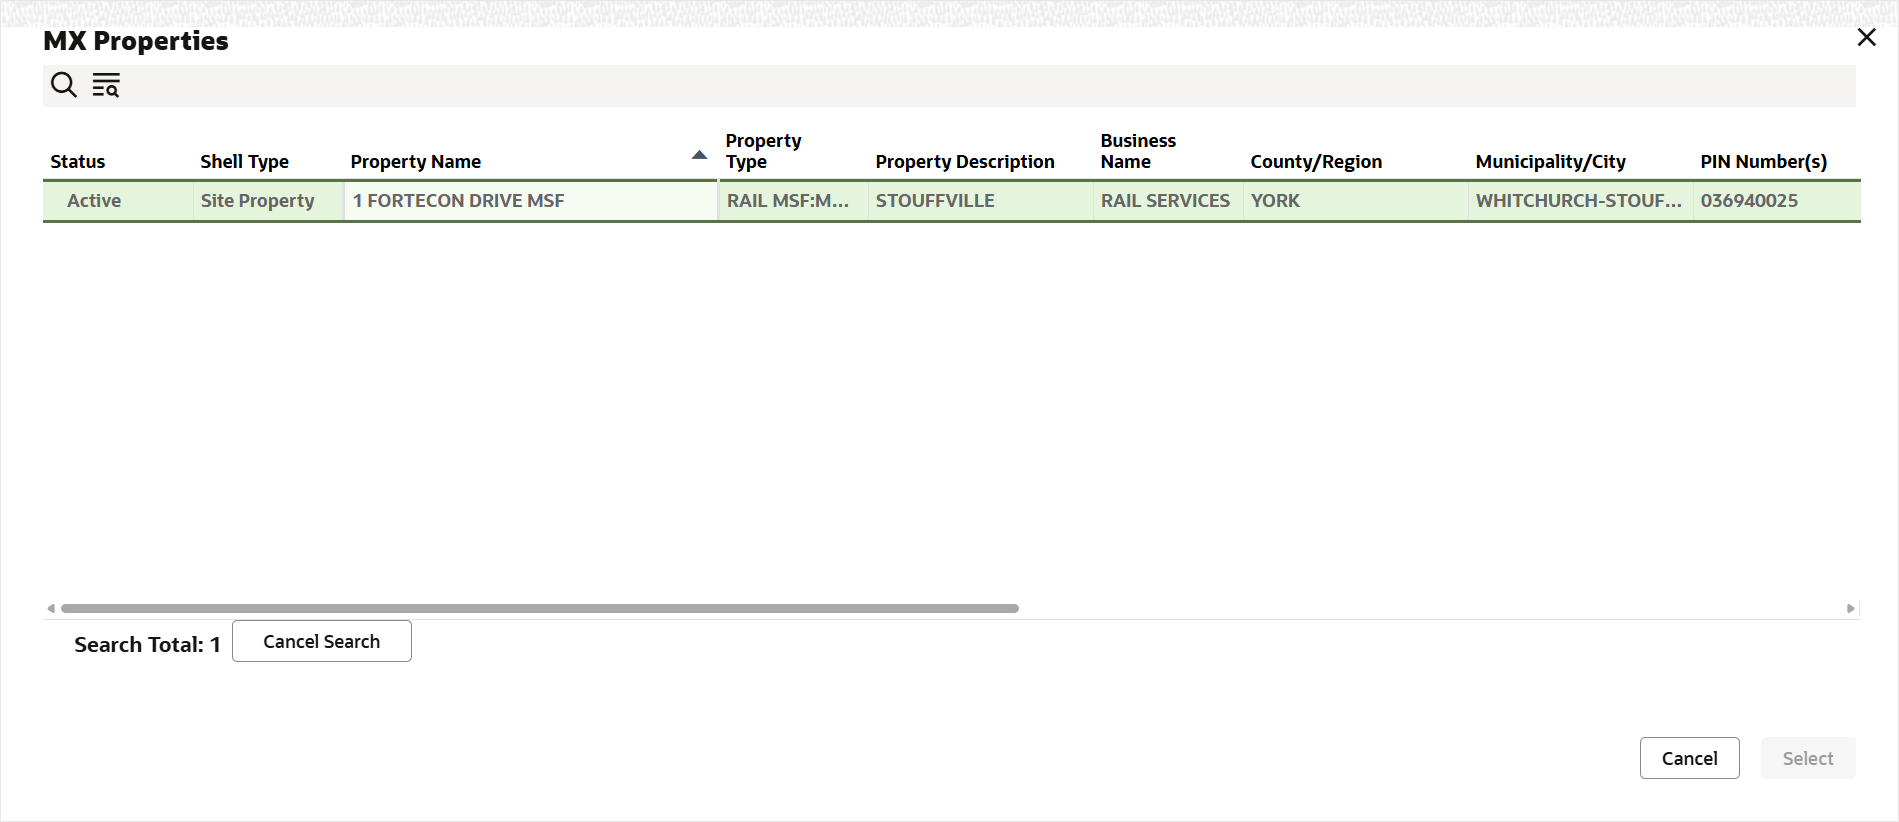 MX Properties
Status Shell Type Property Name Property Type Property Description Business Name County/Region Municipality/City PIN Number(s)
Active Site Property 1 FORTECON DRIVE MSF RAIL MSF:M... STOUFFVILLE RAIL SERVICES YORK WHITCHURCH-STOUF... 036940025
Search Total: 1 Cancel Search
Cancel Select